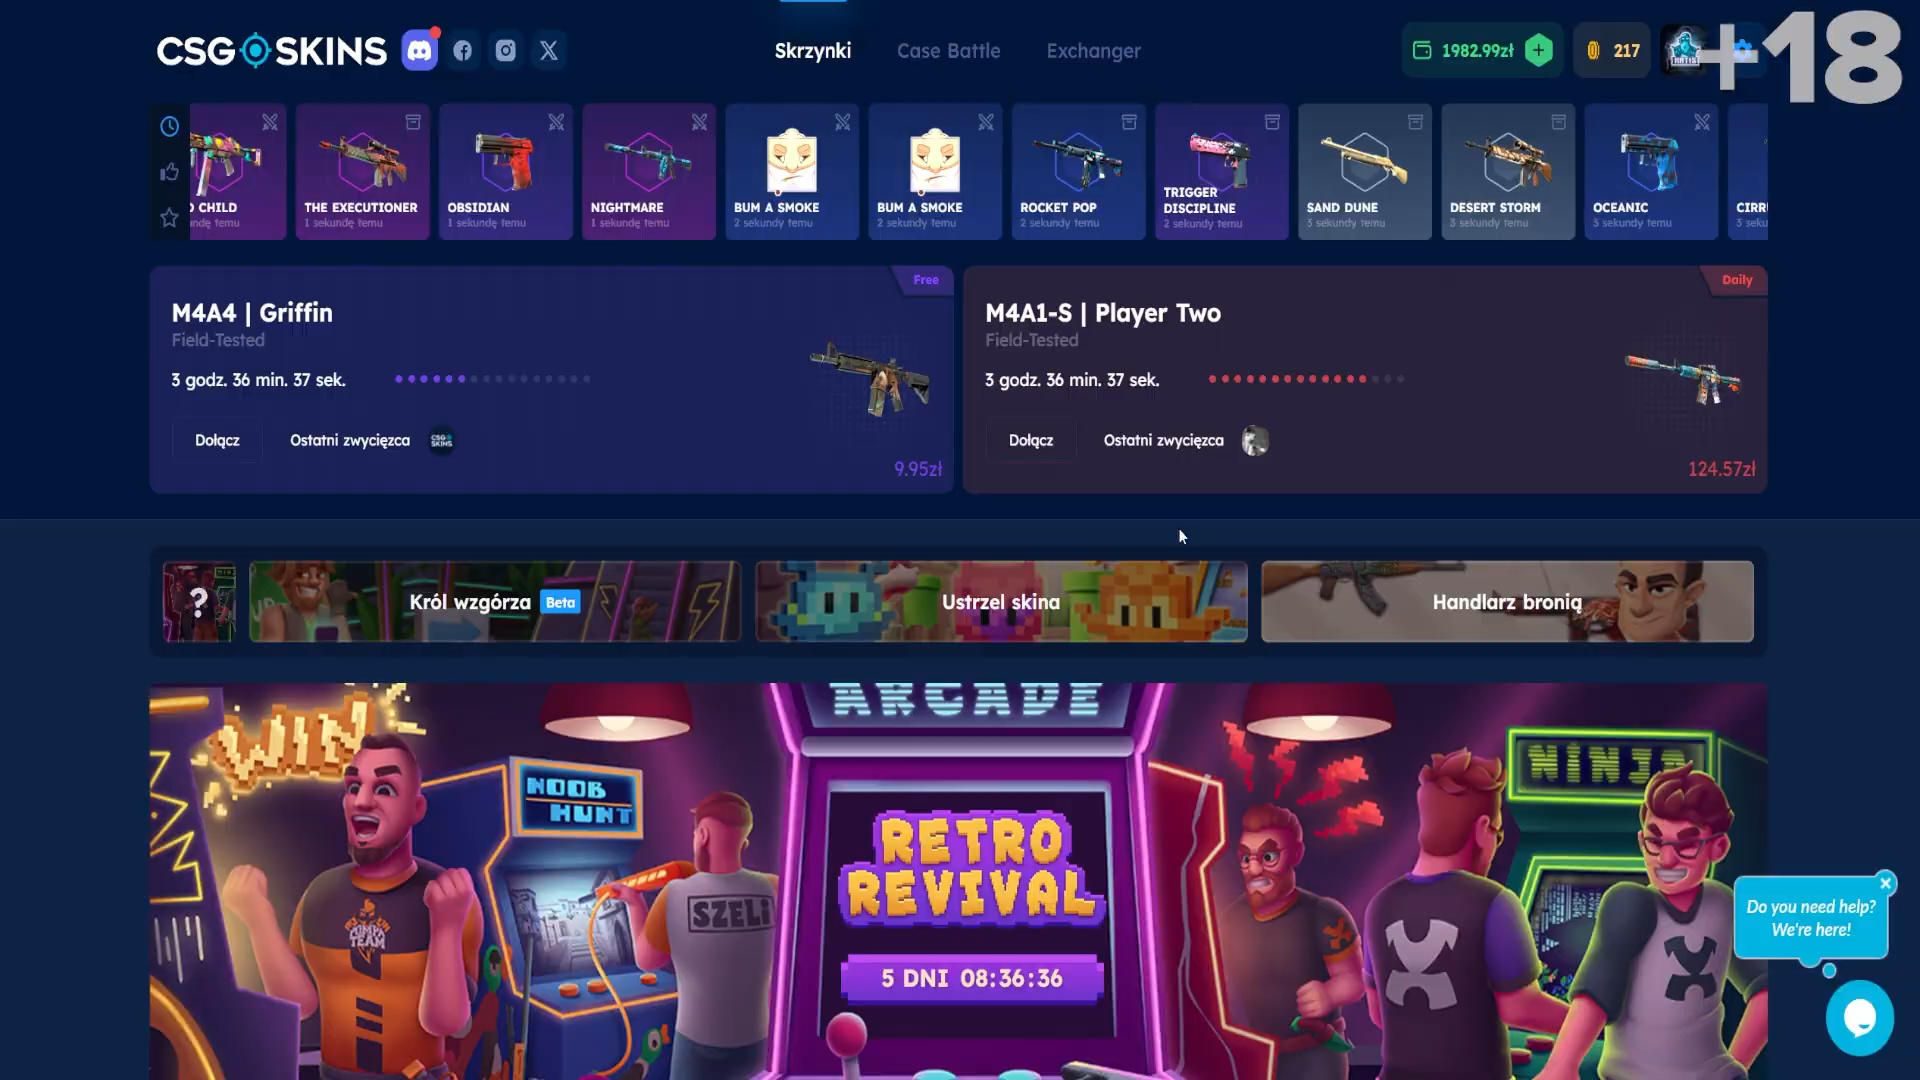 CSGOSKINS
Skrzynki
Case Battle
Exchanger
1982.99zł
217
+18
CHILD
THE EXECUTIONER
1 sekundę temu
OBSIDIAN
1 sekundę temu
NIGHTMARE
1 sekundę temu
BUM A SMOKE
2 sekundy temu
BUM A SMOKE
2 sekundy temu
ROCKET POP
2 sekundy temu
TRIGGER
DISCIPLINE
2 sekundy temu
SAND DUNE
3 sekundy temu
DESERT STORM
3 sekundy temu
OCEANIC
3 sekundy temu
Free
M4A4 | Griffin
Field-Tested
3 godz. 36 min. 37 sek.
Dołącz
Ostatni zwycięzca
CSGO
SKINS
9.95zł
Daily
M4A1-S | Player Two
Field-Tested
3 godz. 36 min. 37 sek.
Dołącz
Ostatni zwycięzca
124.57zł
?
Król wzgórza Beta
Ustrzel skina
Handlarz bronią
ARCADE
WIN
NOOB
HUNT
NINJA
RETRO
REVIVAL
SZELI
COMPA
TEAM
5 DNI 08:36:36
Do you need help?
We're here!